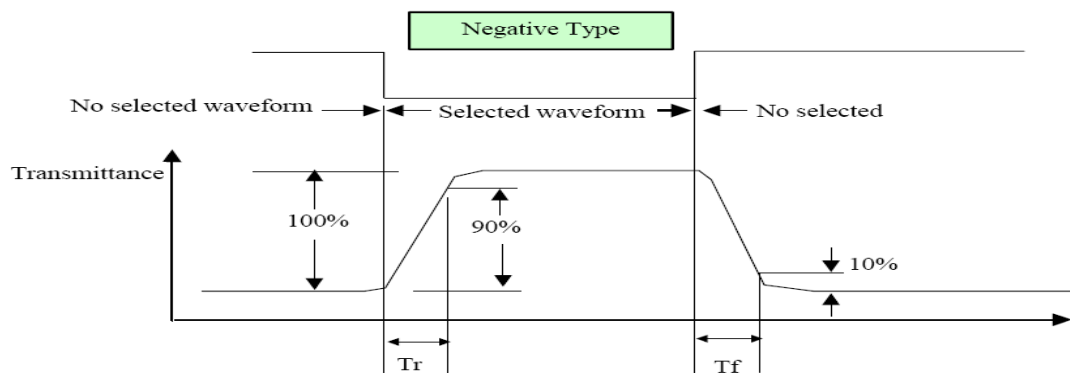 Negative Type
No selected waveform
Selected waveform
No selected
Transmittance
100%
90%
10%
Tr
Tf